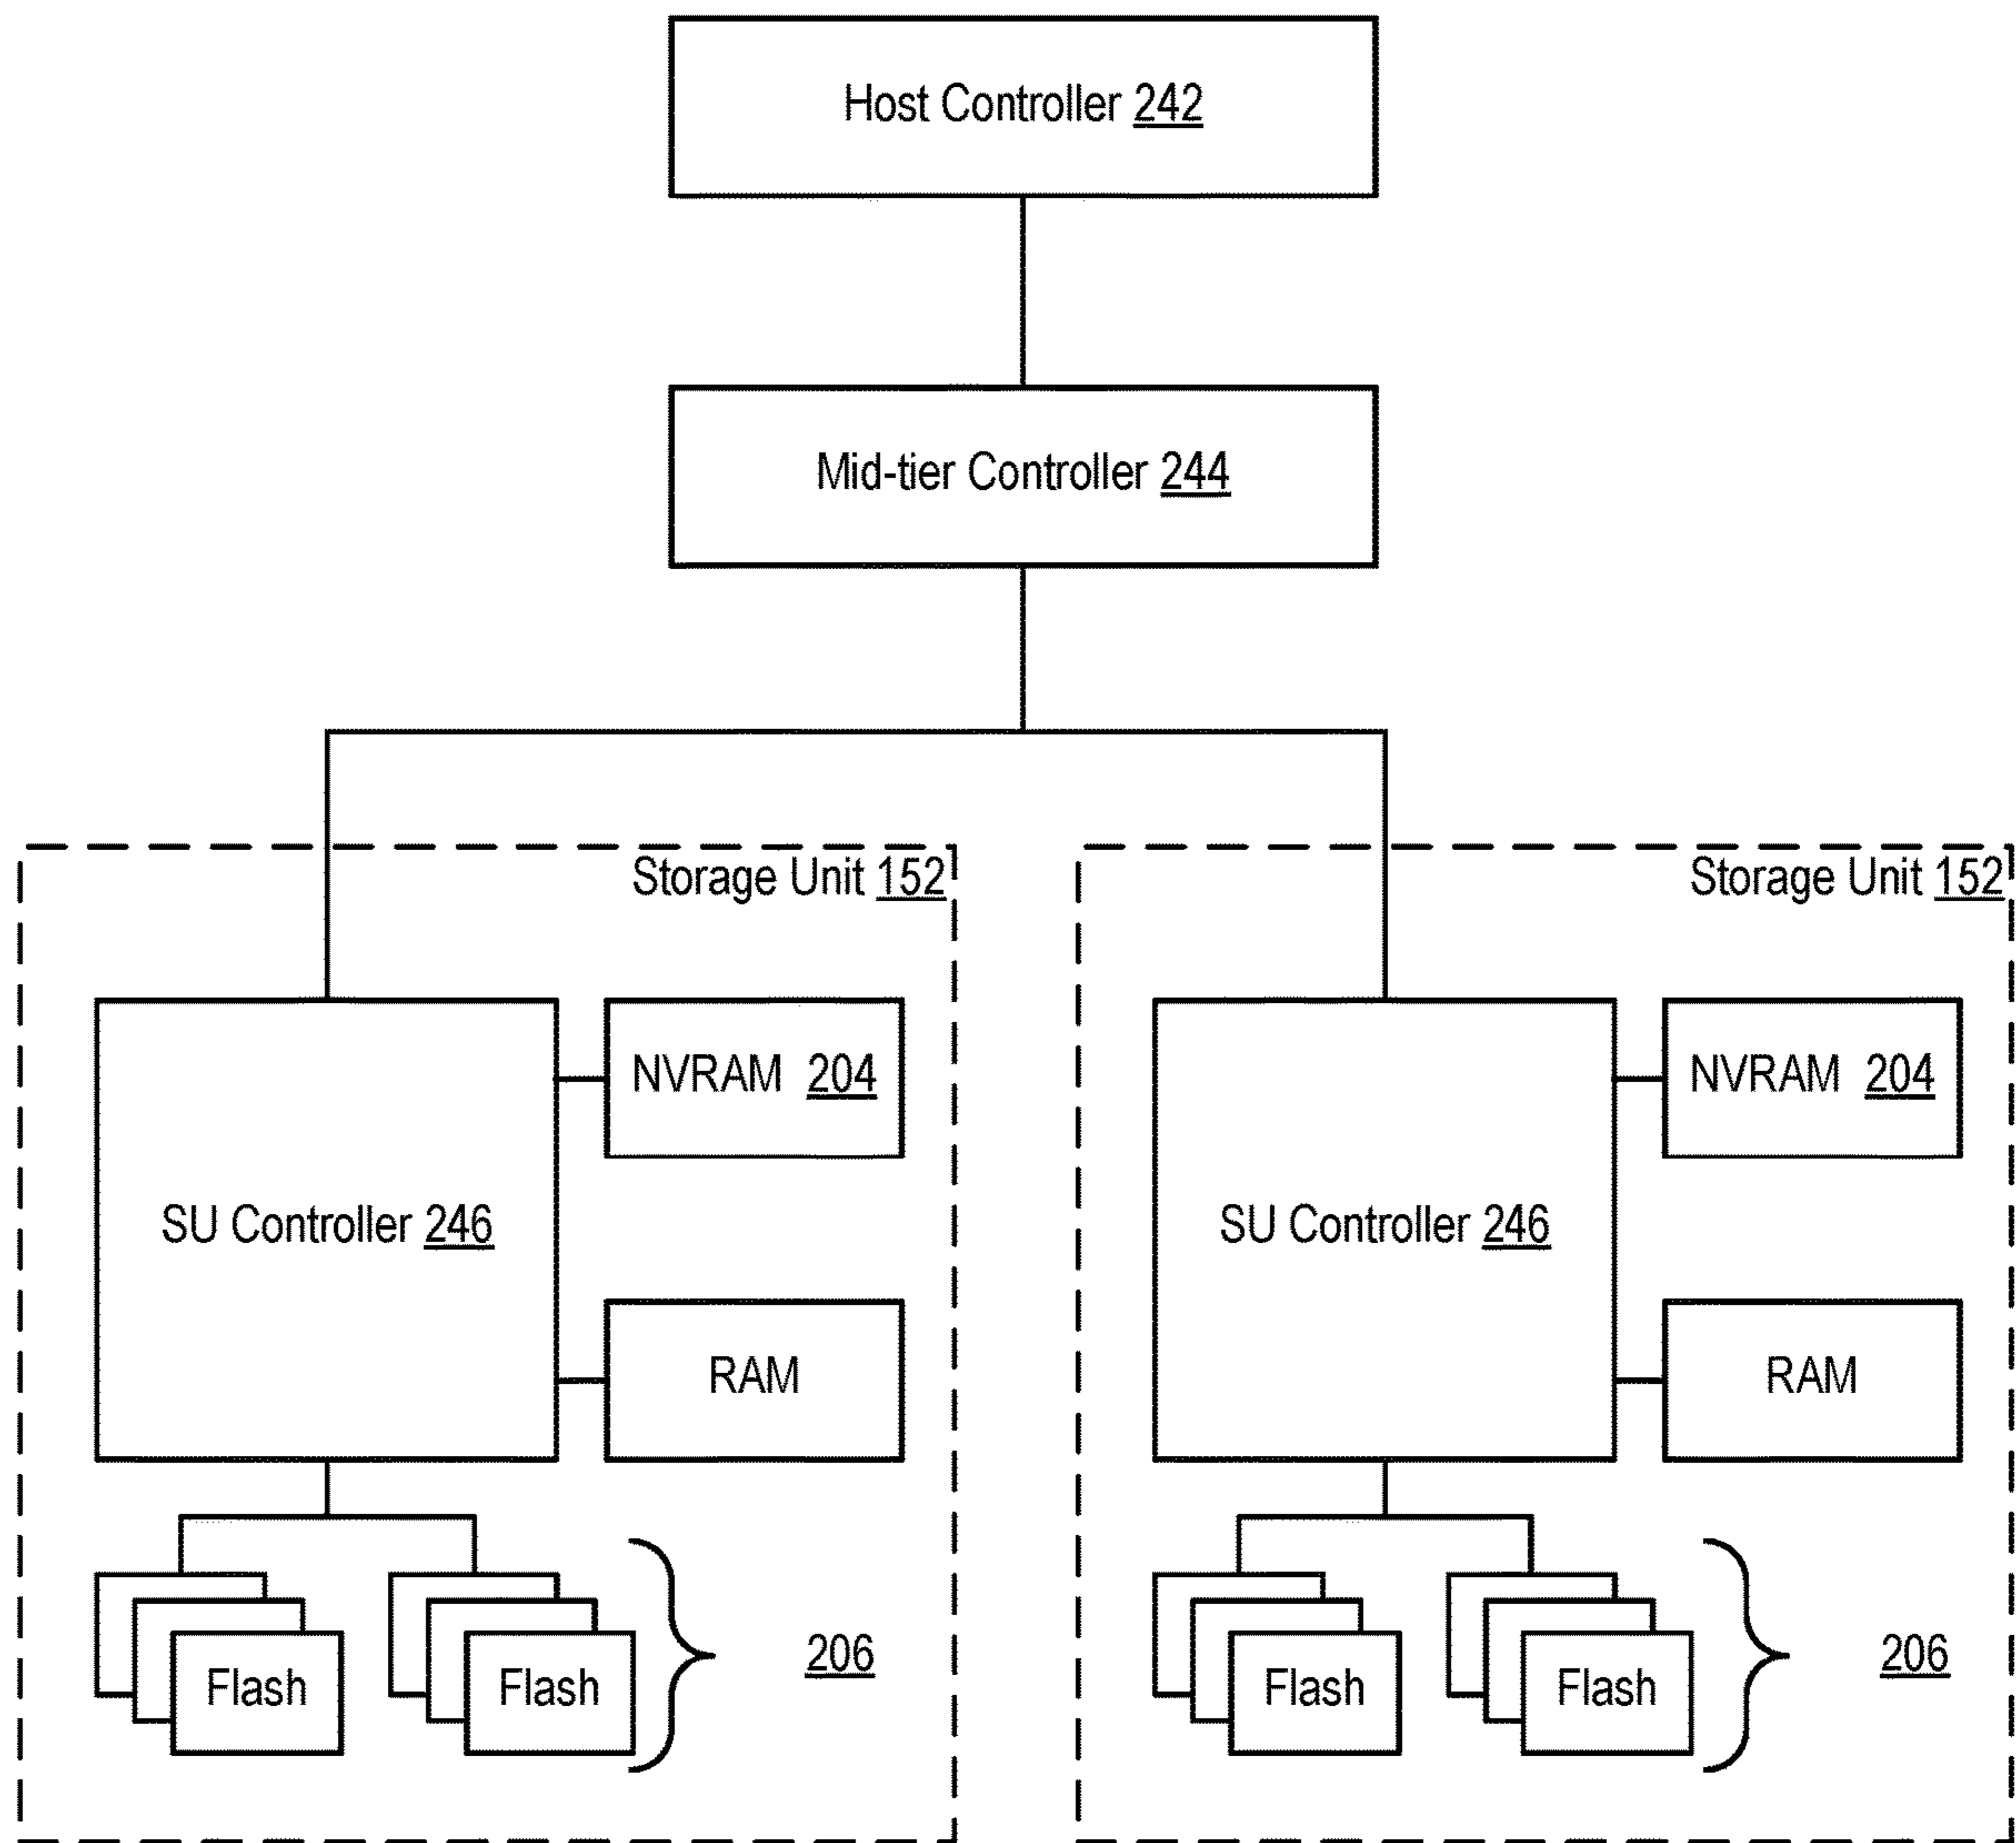 Host Controller 242
Mid-tier Controller 244
Storage Unit 152
Storage Unit 152
NVRAM 204
NVRAM 204
SU Controller 246
SU Controller 246
RAM
RAM
206
206
Flash
Flash
Flash
Flash